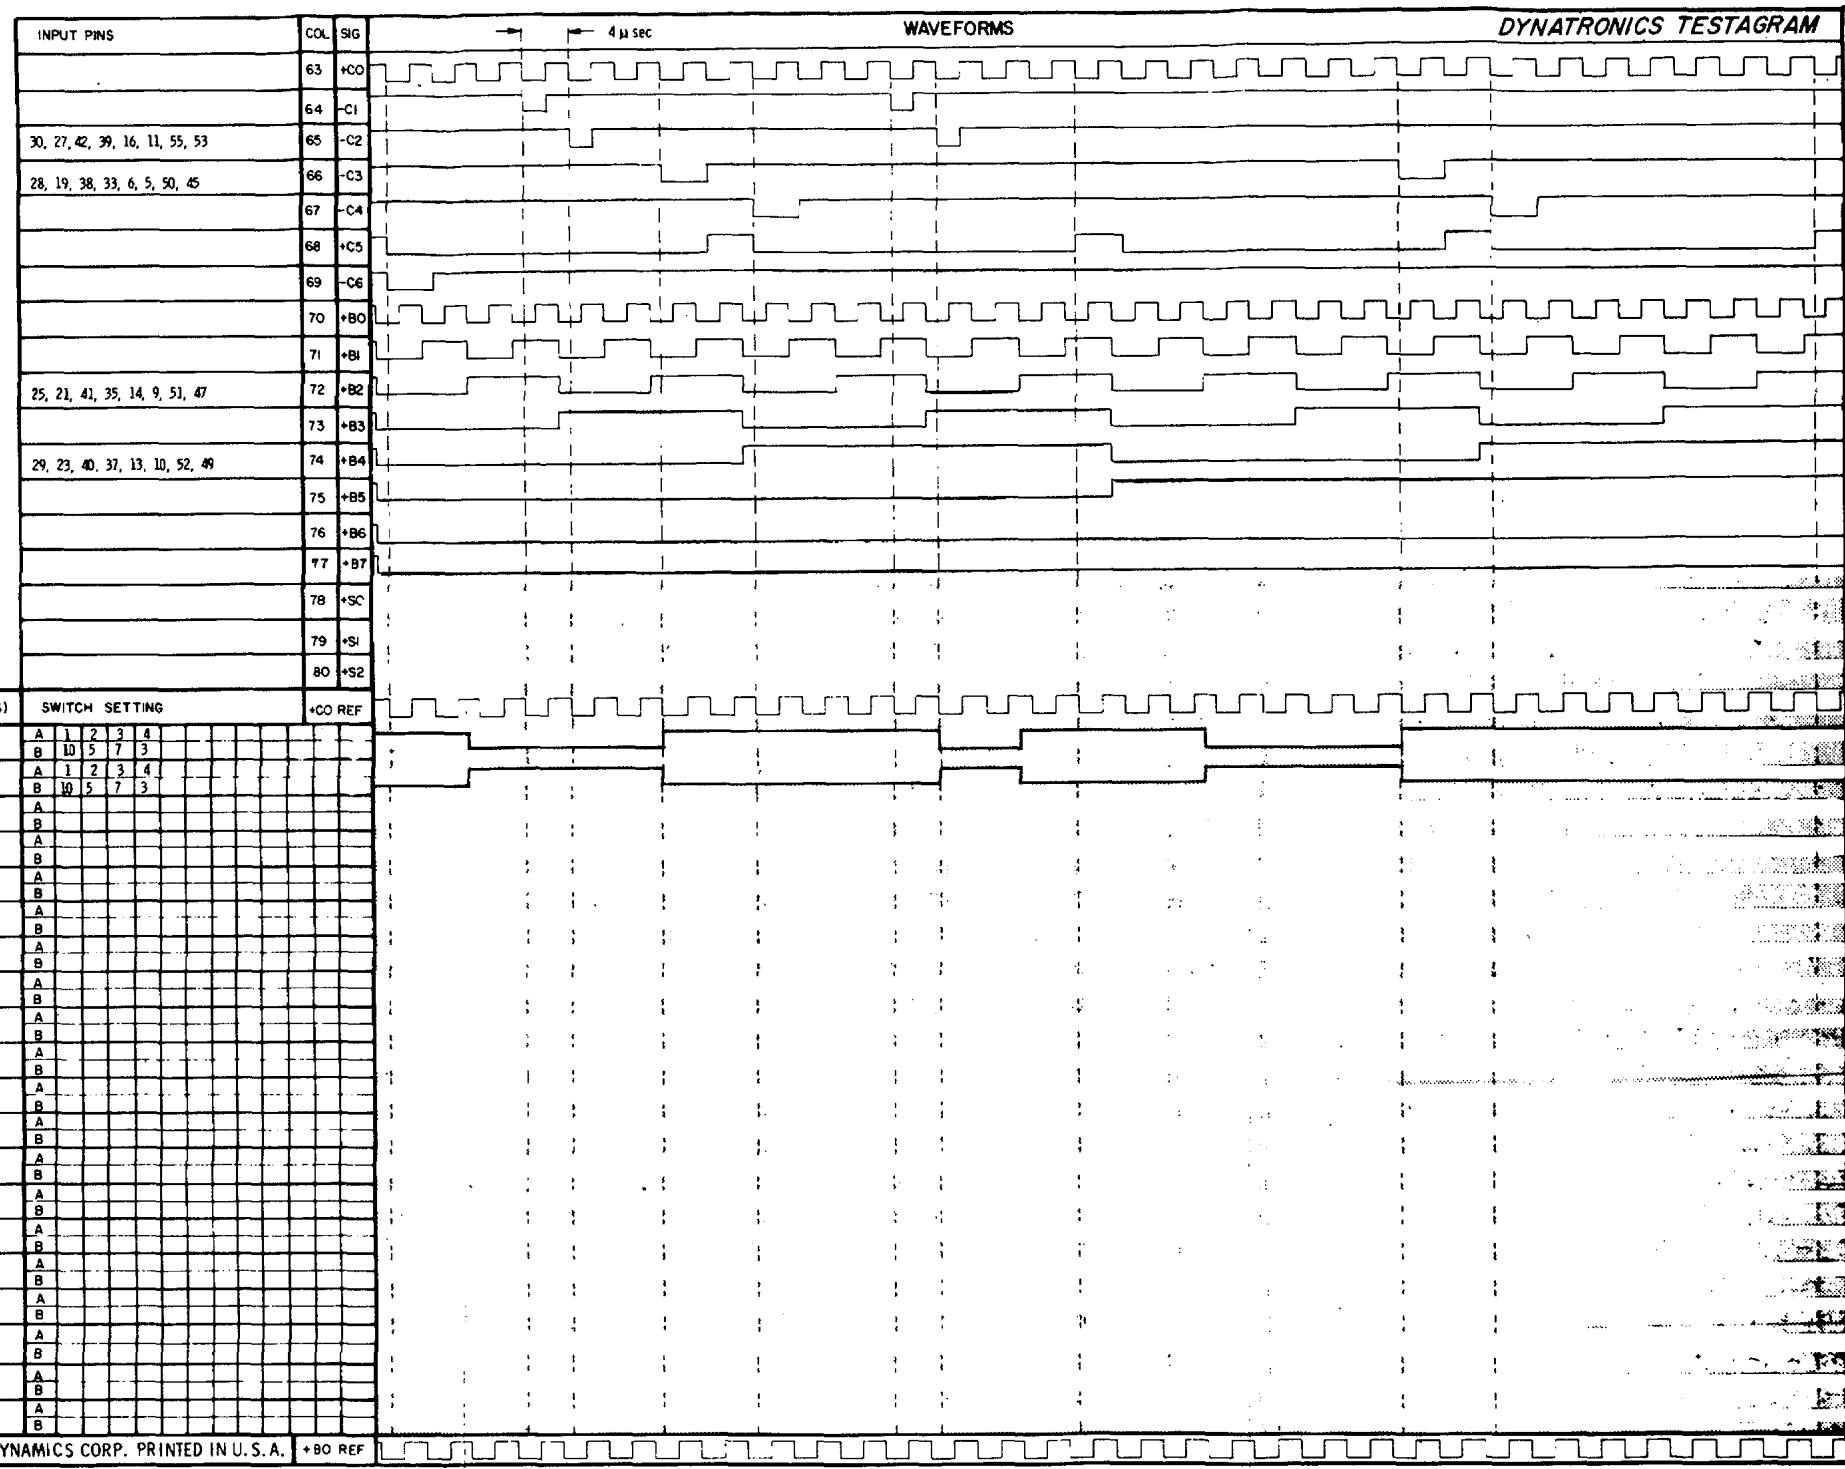 INPUT PINS COL SIG 4 μ sec WAVEFORMS DYNATRONICS TESTAGRAM
63 +CO
64 -C1
30, 27, 42, 39, 16, 11, 55, 53 65 -C2
28, 19, 38, 33, 6, 5, 50, 45 66 -C3
67 -C4
68 +C5
69 -C6
70 +BO
71 +B1
25, 21, 41, 35, 14, 9, 51, 47 72 +B2
73 +B3
29, 23, 40, 37, 13, 10, 52, 49 74 +B4
75 +B5
76 +B6
77 +B7
78 +SC
79 +S1
80 +S2
SWITCH SETTING +CO REF
A 1 2 3 4
B 10 5 7 3
A 1 2 3 4
B 10 5 7 3
A
B
A
B
A
B
A
B
A
B
A
B
A
B
A
B
A
B
A
B
A
B
A
B
A
B
A
B
A
B
A
B
A
B
A
B
YNAMICS CORP. PRINTED IN U.S.A. +BO REF